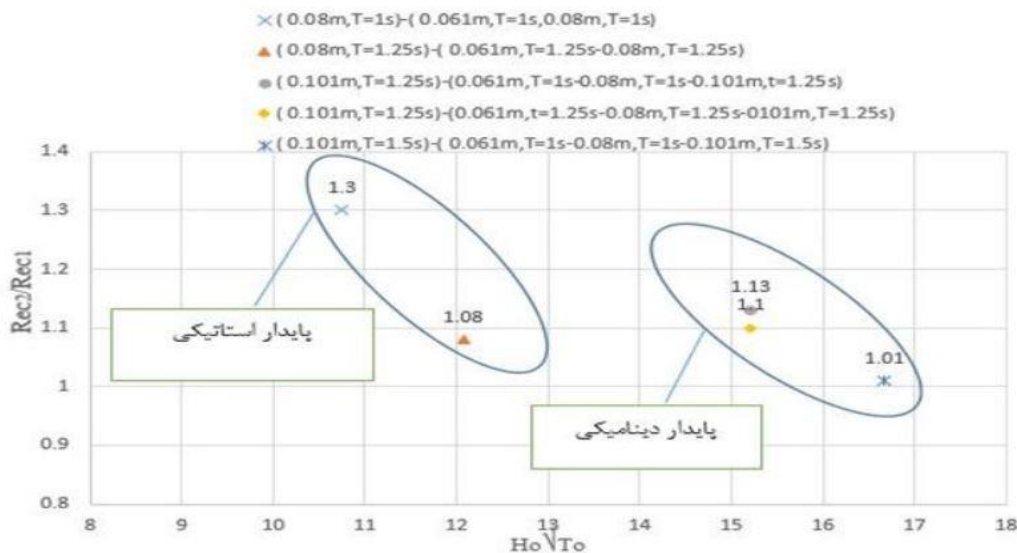 ( 0.08m,T=1s)-( 0.061m,T=1s,0.08m,T=1s)
( 0.08m,T=1.25s)-( 0.061m,T=1.25s-0.08m,T=1.25s)
( 0.101m,T=1.25s)-(0.061m,T=1s-0.08m,T=1s-0.101m,t=1.25s)
( 0.101m,T=1.25s)-(0.061m,t=1.25s-0.08m,T=1.25s-0101m,T=1.25s)
( 0.101m,T=1.5s)-( 0.061m,T=1s-0.08m,T=1s-0.101m,T=1.5s)
1.4
1.3
1.2
1.1
1
0.9
0.8
Rec2/Rec1
1.3
1.08
1.13
1.1
1.01
پایدار استاتیکی
پایدار دینامیکی
8 9 10 11 12 13 14 15 16 17 18
Ho√To